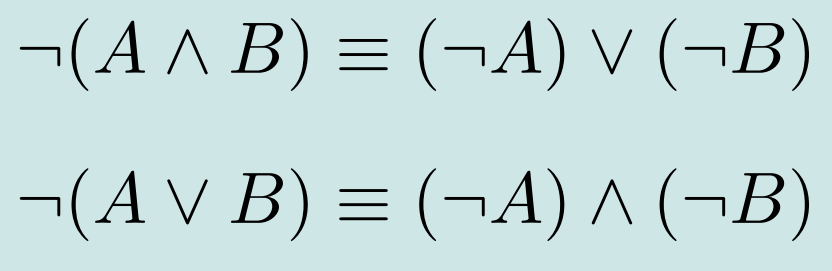 ¬(A ∧ B) ≡ (¬A) ∨ (¬B)
¬(A ∨ B) ≡ (¬A) ∧ (¬B)